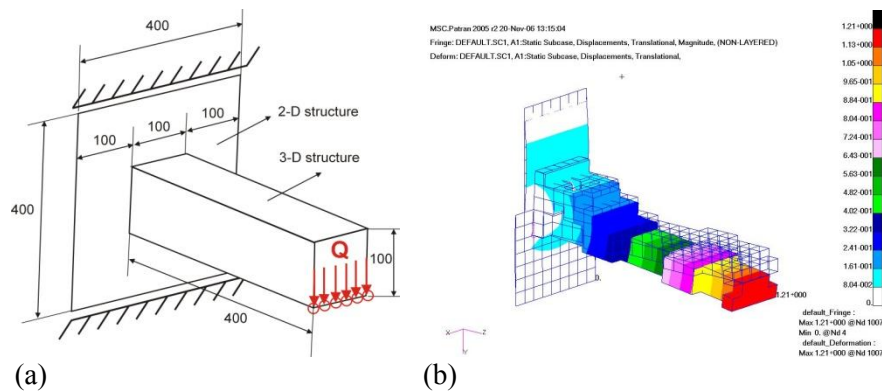 400
100
100
100
2-D structure
3-D structure
400
Q
100
400
(a)
MSC.Patran 2005 r2 20-Nov-06 13:15:04
Fringe: DEFAULT.SC1, A1:Static Subcase, Displacements, Translational, Magnitude, (NON-LAYERED)
Deform: DEFAULT.SC1, A1:Static Subcase, Displacements, Translational,
1.21+000
1.13+000
1.05+000
9.65-001
8.84-001
8.04-001
7.24-001
6.43-001
5.63-001
4.82-001
4.02-001
3.22-001
2.41-001
1.61-001
8.04-002
0.
0.
1.21+000
X
Z
Y
default_Fringe :
Max 1.21+000 @Nd 1007
Min 0. @Nd 4
default_Deformation :
Max 1.21+000 @Nd 1007
(b)